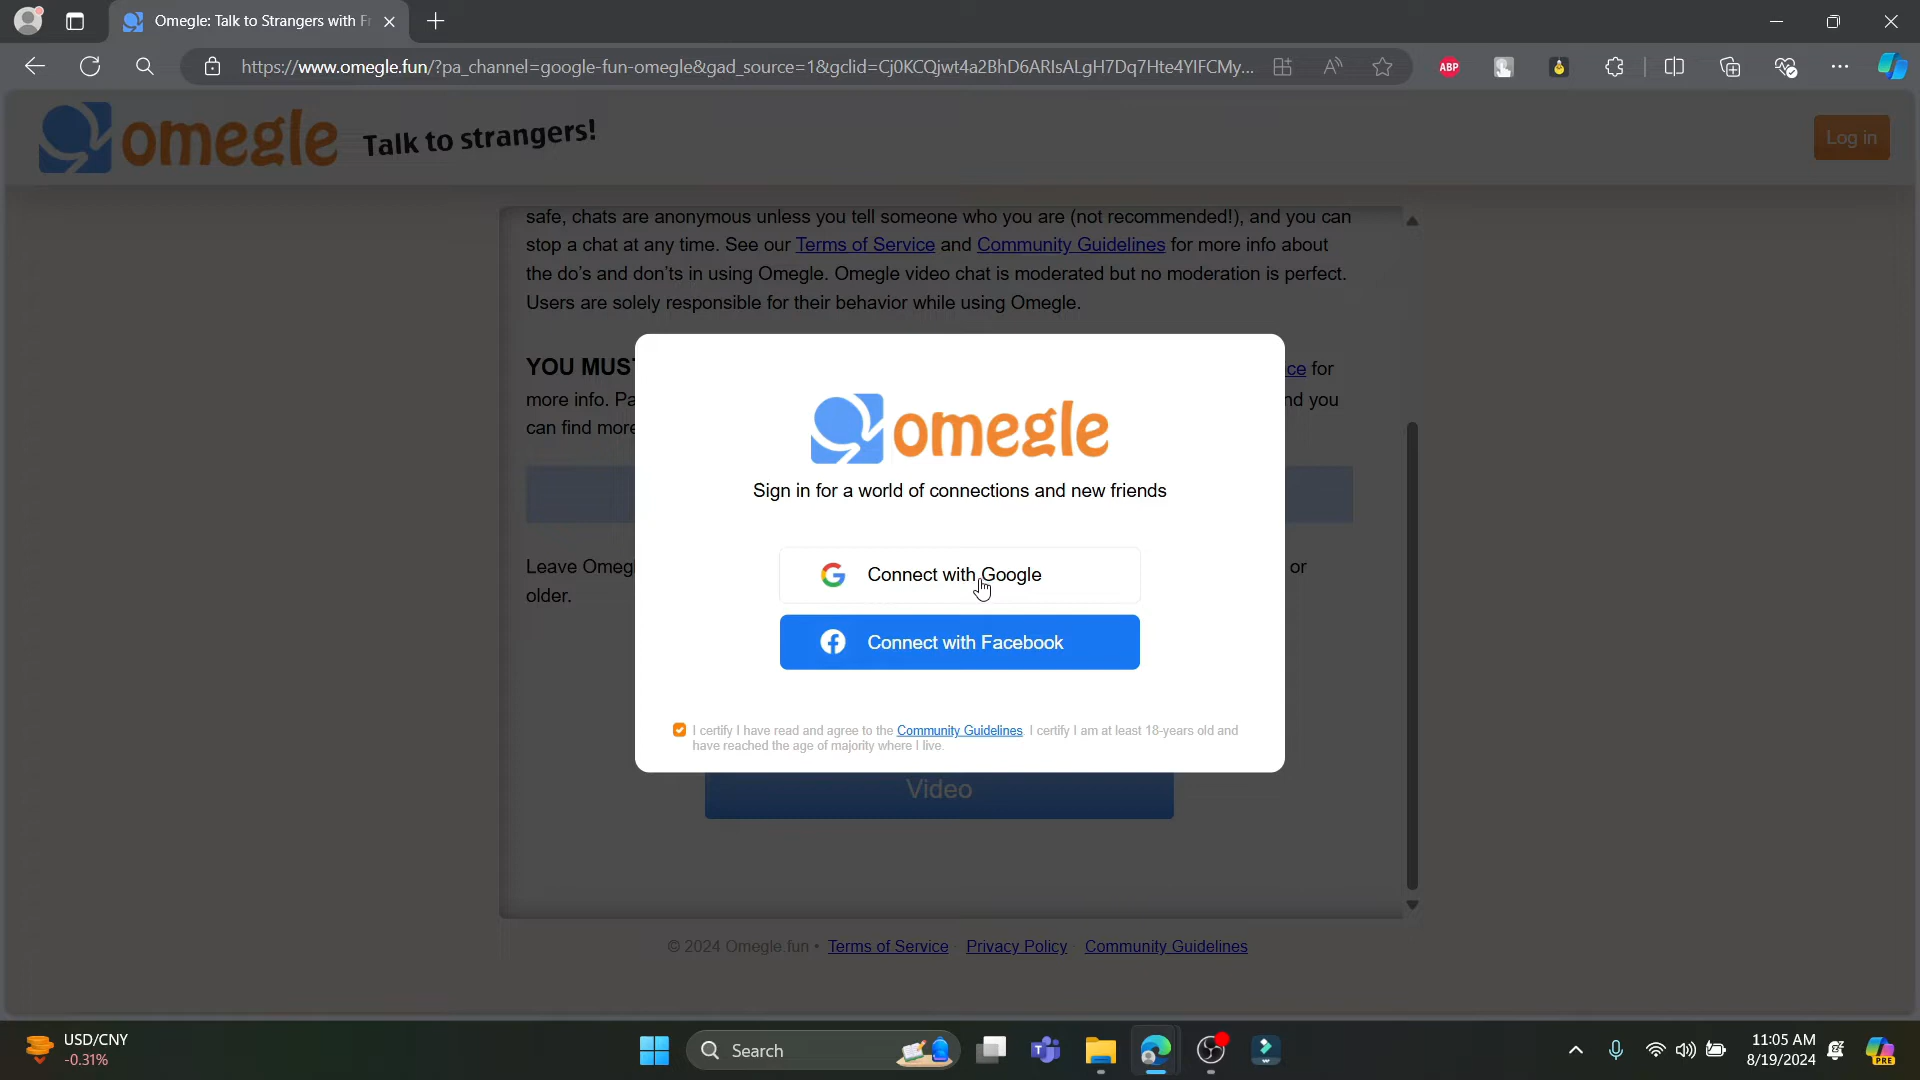 Omegle: Talk to Strangers with Fr
https://www.omegle.fun/?pa_channel=google-fun-omegle&gad_source=1&gclid=Cj0KCQjwt4a2BhD6ARIsALgH7Dq7Hte4YIFCMy...
ABP
omegle Talk to strangers!
Log in
safe, chats are anonymous unless you tell someone who you are (not recommended!), and you can
stop a chat at any time. See our Terms of Service and Community Guidelines for more info about
the do's and don'ts in using Omegle. Omegle video chat is moderated but no moderation is perfect.
Users are solely responsible for their behavior while using Omegle.
YOU MUS ce for
more info. Pa nd you
can find more
Leave Omegl or
older.
omegle
Sign in for a world of connections and new friends
Connect with Google
Connect with Facebook
I certify I have read and agree to the Community Guidelines. I certify I am at least 18-years old and
have reached the age of majority where I live.
Video
© 2024 Omegle.fun • Terms of Service Privacy Policy Community Guidelines
USD/CNY
-0.31%
Search
11:05 AM
8/19/2024
PRE